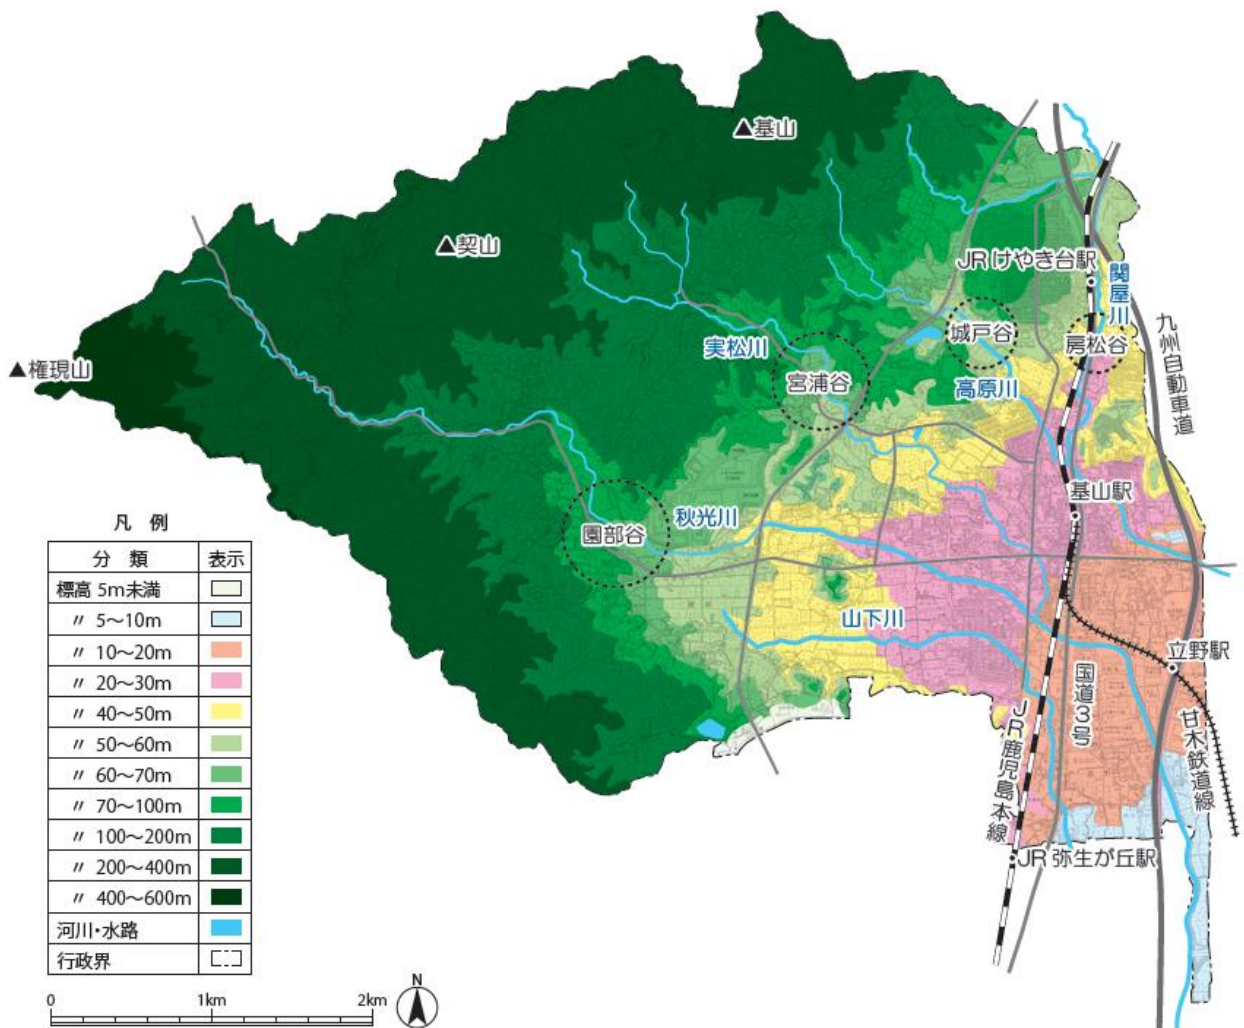 ▲基山
▲契山
JRけやき台駅
関屋川
城戸谷
房松谷
実松川
宮浦谷
高原川
九州自動車道
▲権現山
基山駅
秋光川
園部谷
山下川
立野駅
国道3号
JR鹿児島本線
甘木鉄道線
JR弥生が丘駅
凡 例
分 類 表示
標高 5m未満
〃 5〜10m
〃 10〜20m
〃 20〜30m
〃 40〜50m
〃 50〜60m
〃 60〜70m
〃 70〜100m
〃 100〜200m
〃 200〜400m
〃 400〜600m
河川・水路
行政界
0 1km 2km
N